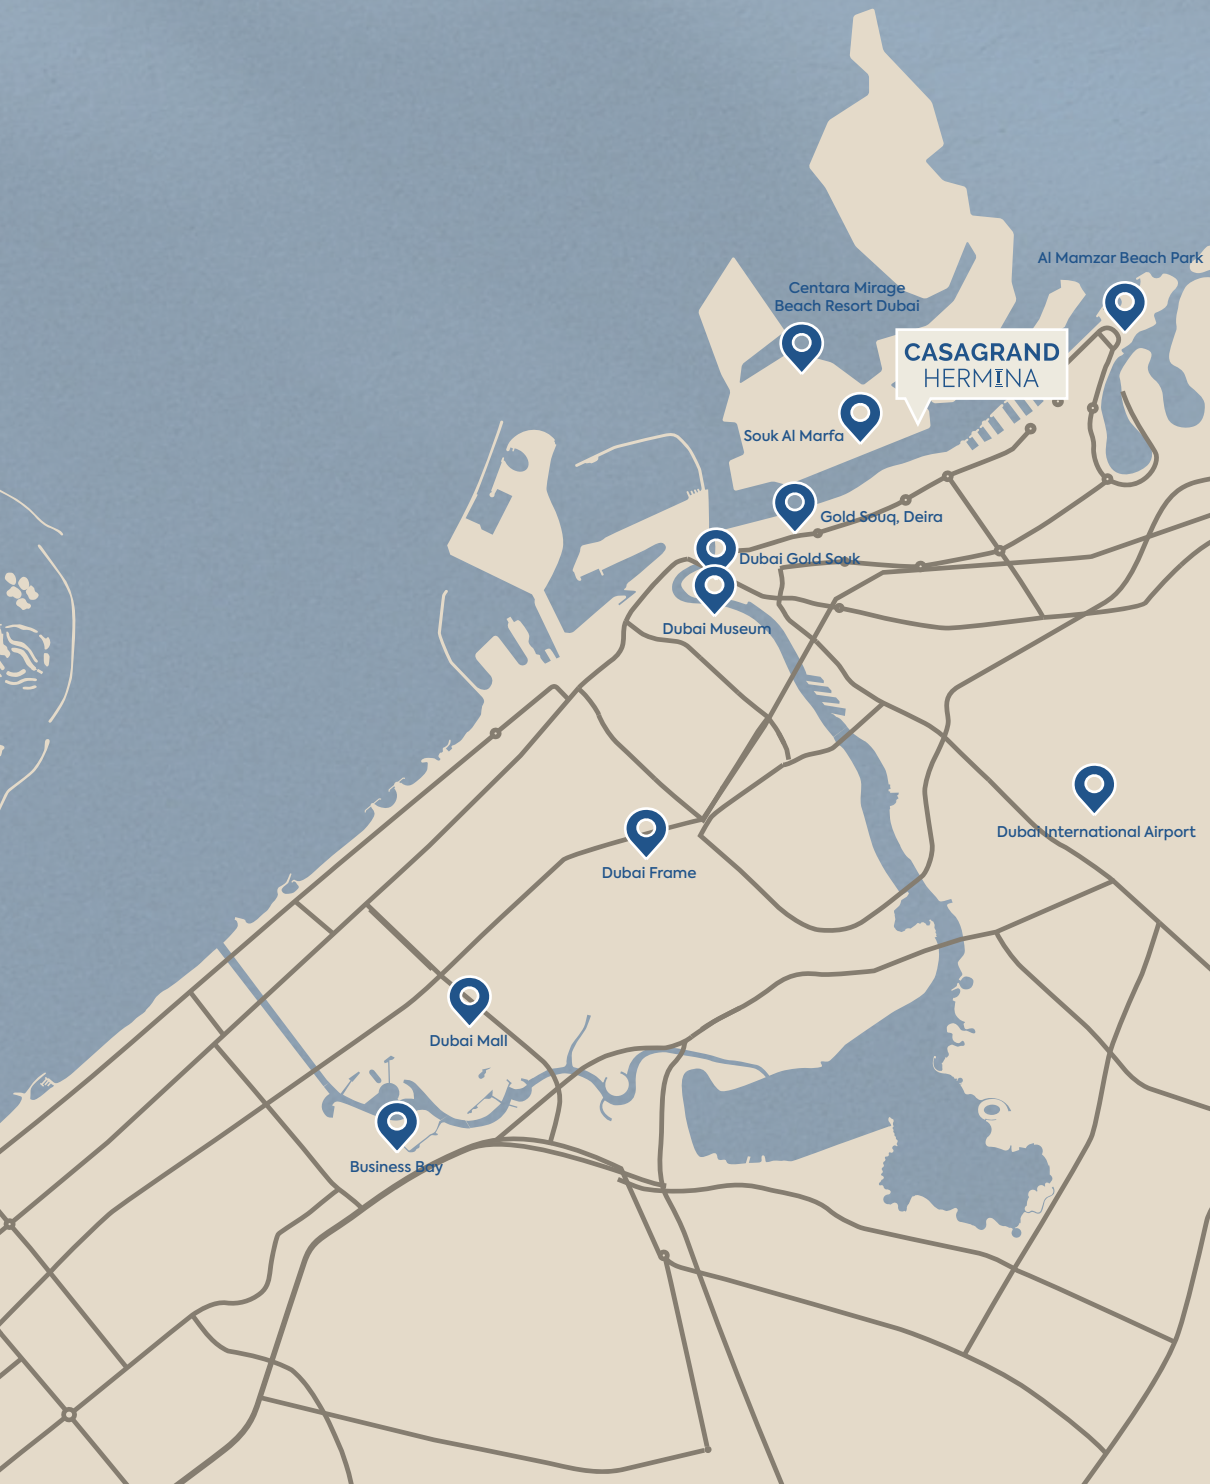 Al Mamzar Beach Park
Centara Mirage
Beach Resort Dubai
CASAGRAND
HERMINA
Souk Al Marfa
Gold Souq, Deira
Dubai Gold Souk
Dubai Museum
Dubai International Airport
Dubai Frame
Dubai Mall
Business Bay